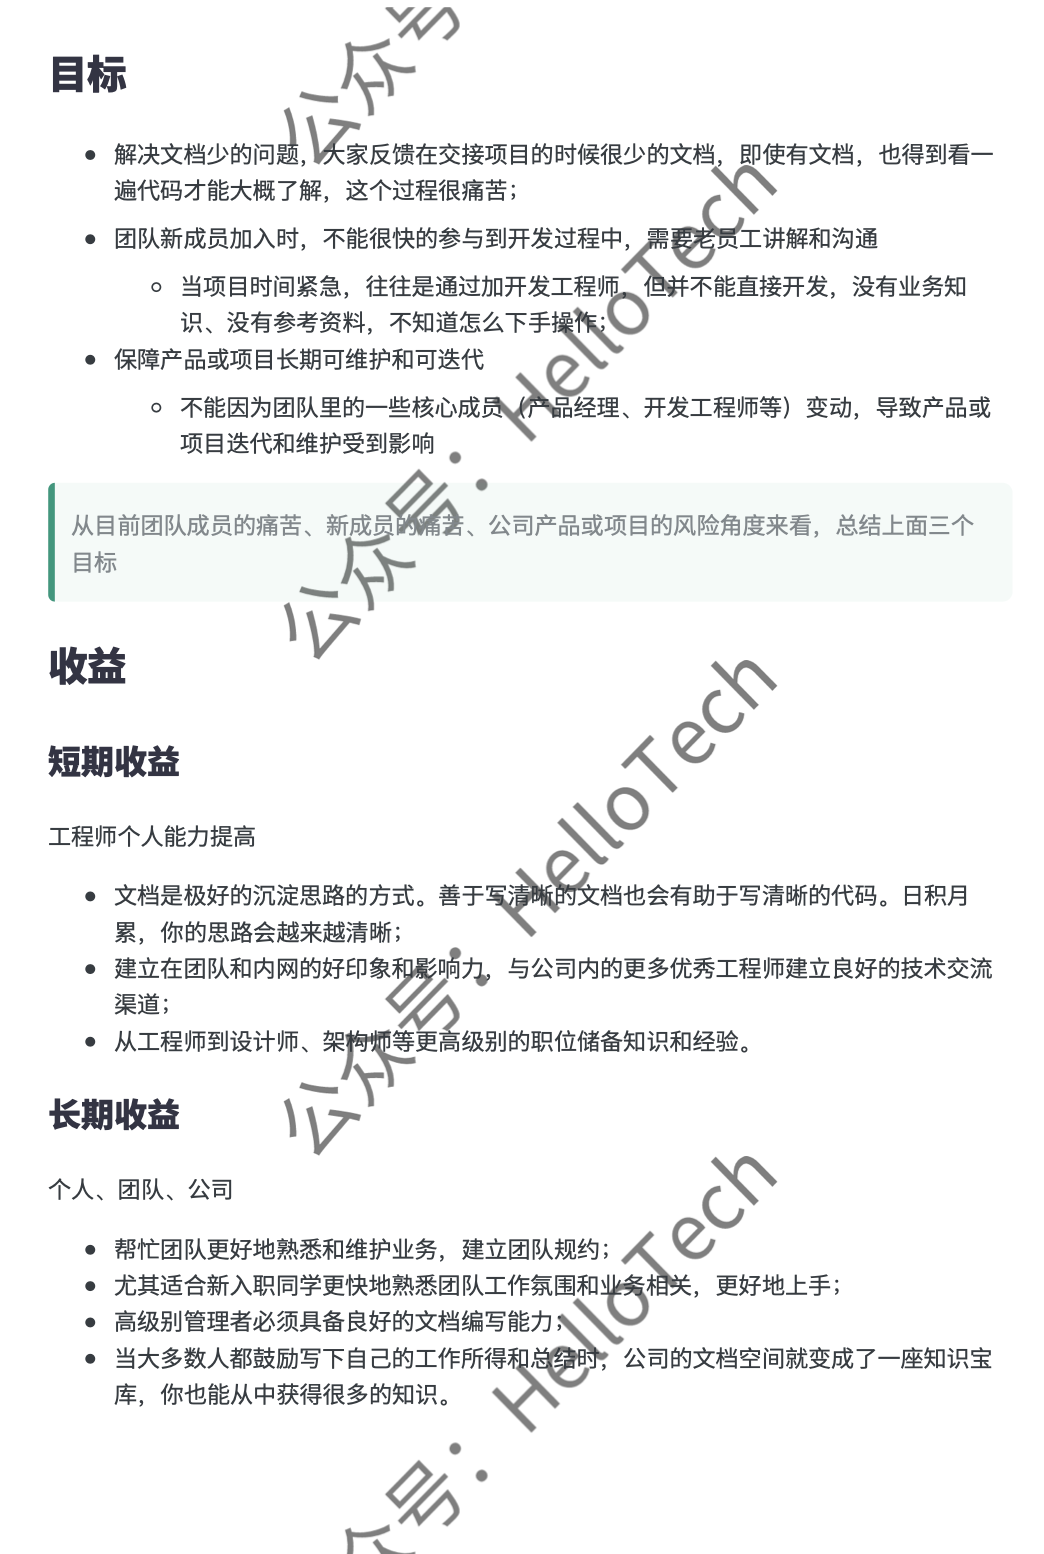 目标
解决文档少的问题，大家反馈在交接项目的时候很少的文档，即使有文档，也得到看一
遍代码才能大概了解，这个过程很痛苦；
团队新成员加入时，不能很快的参与到开发过程中，需要老员工讲解和沟通
当项目时间紧急，往往是通过加开发工程师，但并不能直接开发，没有业务知
识、没有参考资料，不知道怎么下手操作；
保障产品或项目长期可维护和可迭代
不能因为团队里的一些核心成员（产品经理、开发工程师等）变动，导致产品或
项目迭代和维护受到影响
从目前团队成员的痛苦、新成员的痛苦、公司产品或项目的风险角度来看，总结上面三个
目标
收益
短期收益
工程师个人能力提高
文档是极好的沉淀思路的方式。善于写清晰的文档也会有助于写清晰的代码。日积月
累，你的思路会越来越清晰；
建立在团队和内网的好印象和影响力，与公司内的更多优秀工程师建立良好的技术交流
渠道；
从工程师到设计师、架构师等更高级别的职位储备知识和经验。
长期收益
个人、团队、公司
帮忙团队更好地熟悉和维护业务，建立团队规约；
尤其适合新入职同学更快地熟悉团队工作氛围和业务相关，更好地上手；
高级别管理者必须具备良好的文档编写能力；
当大多数人都鼓励写下自己的工作所得和总结时，公司的文档空间就变成了一座知识宝
库，你也能从中获得很多的知识。
公众号
公众号：HelloTech
公众号：HelloTech
公众号：HelloTech